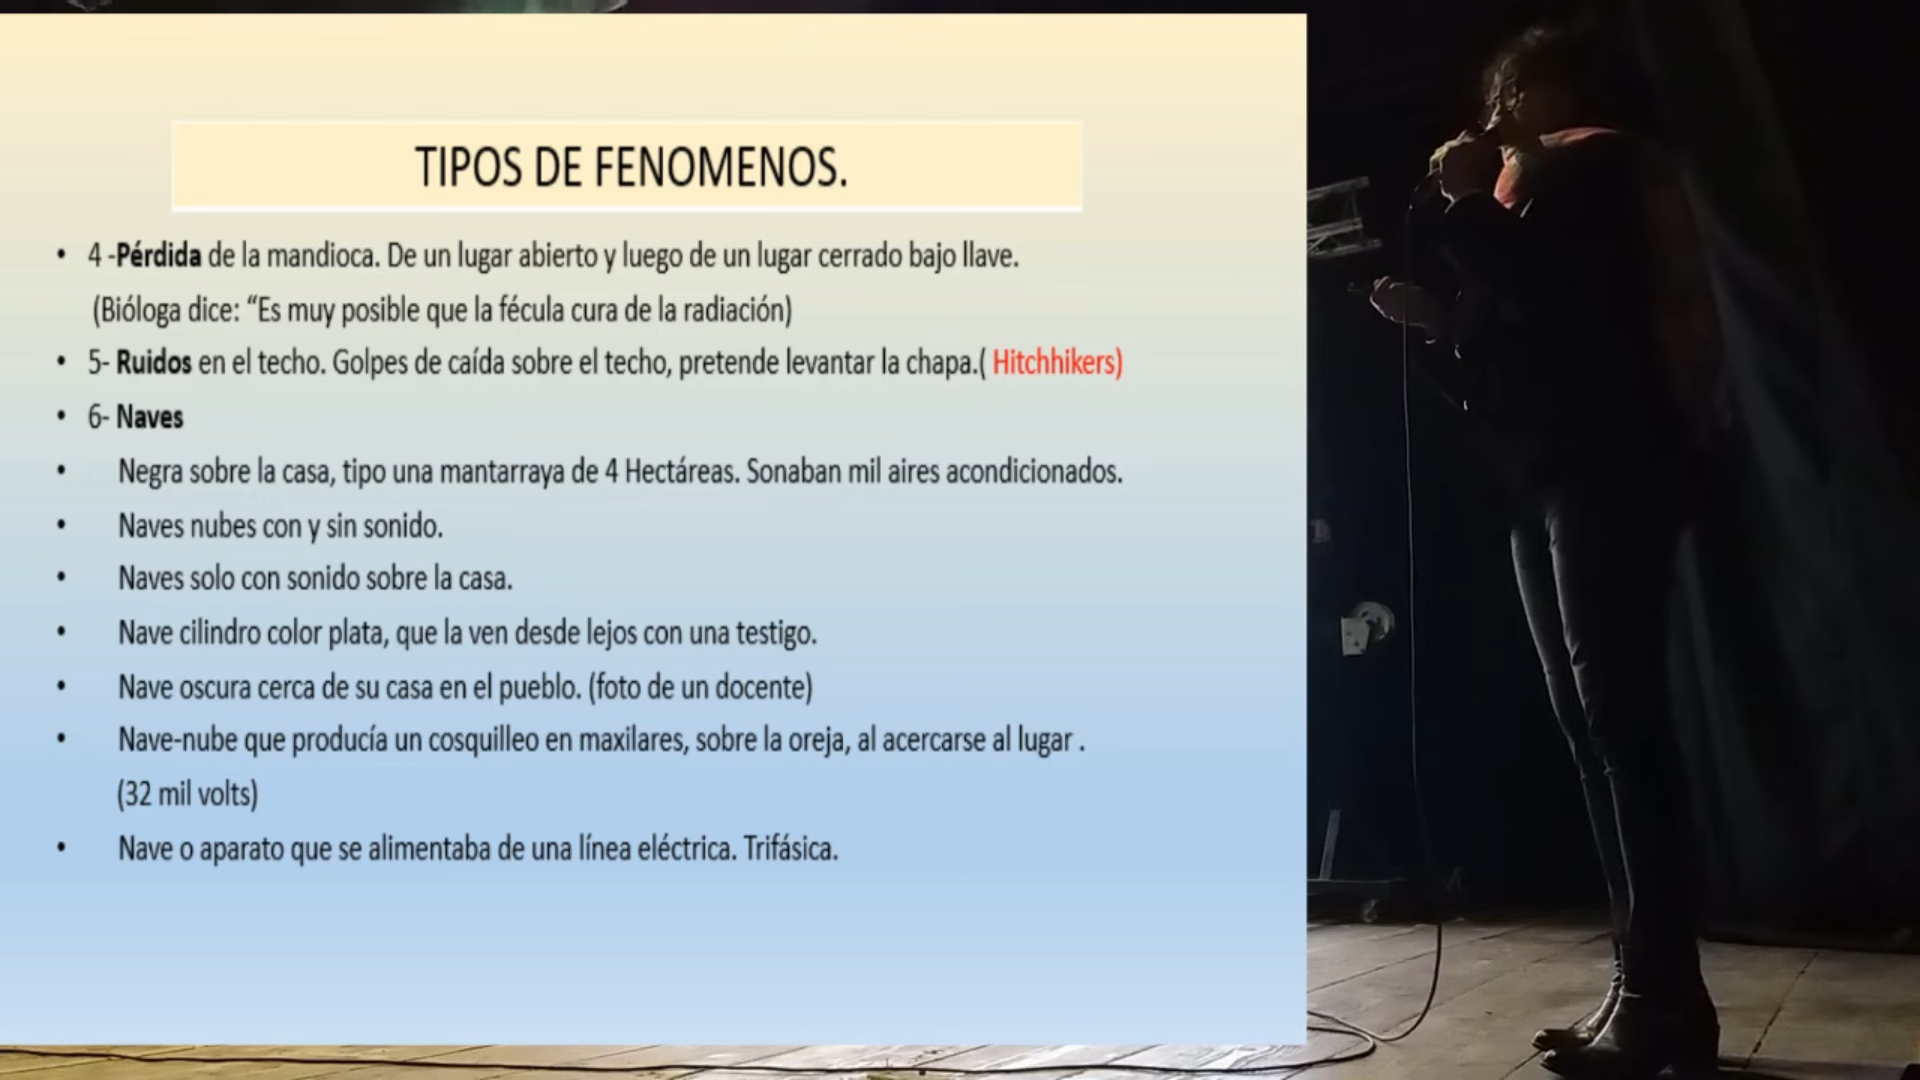 TIPOS DE FENOMENOS.
• 4 -Pérdida de la mandioca. De un lugar abierto y luego de un lugar cerrado bajo llave.
(Bióloga dice: “Es muy posible que la fécula cura de la radiación)
• 5- Ruidos en el techo. Golpes de caída sobre el techo, pretende levantar la chapa.( Hitchhikers)
• 6- Naves
• Negra sobre la casa, tipo una mantarraya de 4 Hectáreas. Sonaban mil aires acondicionados.
• Naves nubes con y sin sonido.
• Naves solo con sonido sobre la casa.
• Nave cilindro color plata, que la ven desde lejos con una testigo.
• Nave oscura cerca de su casa en el pueblo. (foto de un docente)
• Nave-nube que producía un cosquilleo en maxilares, sobre la oreja, al acercarse al lugar .
(32 mil volts)
• Nave o aparato que se alimentaba de una línea eléctrica. Trifásica.